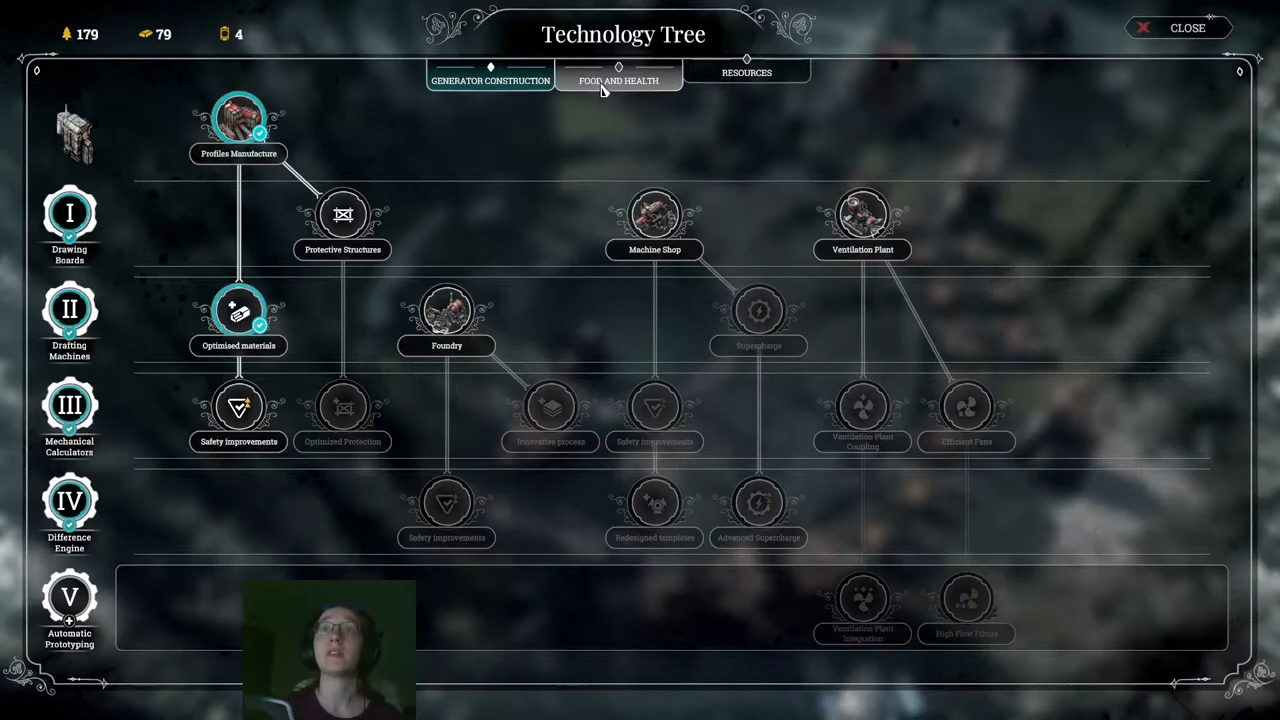 179
79
4
Technology Tree
CLOSE
GENERATOR CONSTRUCTION
FOOD AND HEALTH
RESOURCES
Profiles Manufacture
I
Drawing
Boards
Protective Structures
Machine Shop
Ventilation Plant
II
Drafting
Machines
Optimised materials
Foundry
Supercharge
III
Mechanical
Calculators
Safety improvements
Optimized Protection
Innovative process
Safety improvements
Ventilation Plant
Coupling
Efficient Fans
IV
Difference
Engine
Safety improvements
Redesigned templates
Advanced Supercharge
V
Automatic
Prototyping
Ventilation Plant
Integration
High Flow Filters